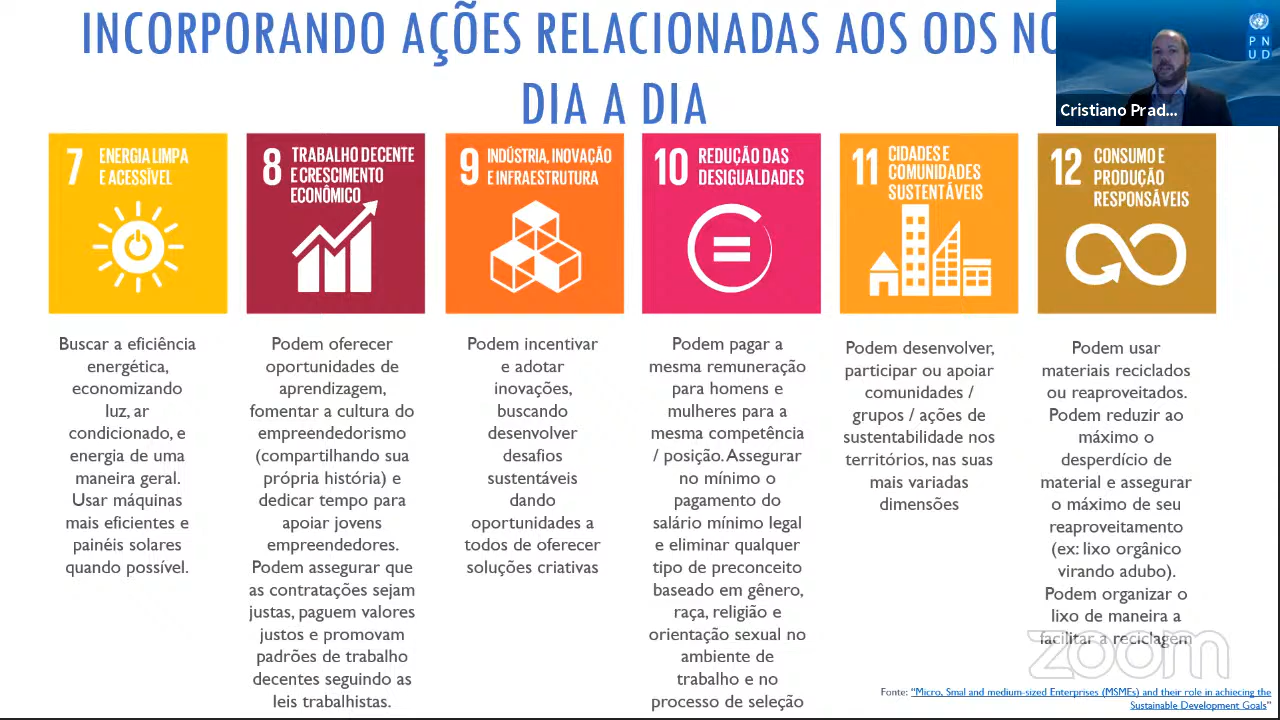 INCORPORANDO AÇÕES RELACIONADAS AOS ODS NO
DIA A DIA
P N
U D
Cristiano Prad...
7 ENERGIA LIMPA
E ACESSÍVEL
8 TRABALHO DECENTE
E CRESCIMENTO
ECONÔMICO
9 INDÚSTRIA, INOVAÇÃO
E INFRAESTRUTURA
10 REDUÇÃO DAS
DESIGUALDADES
11 CIDADES E
COMUNIDADES
SUSTENTÁVEIS
12 CONSUMO E
PRODUÇÃO
RESPONSÁVEIS
Buscar a eficiência
energética,
economizando
luz, ar
condicionado, e
energia de uma
maneira geral.
Usar máquinas
mais eficientes e
painéis solares
quando possível.
Podem oferecer
oportunidades de
aprendizagem,
fomentar a cultura do
empreendedorismo
(compartilhando sua
própria história) e
dedicar tempo para
apoiar jovens
empreendedores.
Podem assegurar que
as contratações sejam
justas, paguem valores
justos e promovam
padrões de trabalho
decentes seguindo as
leis trabalhistas.
Podem incentivar
e adotar
inovações,
buscando
desenvolver
desafios
sustentáveis
dando
oportunidades a
todos de oferecer
soluções criativas
Podem pagar a
mesma remuneração
para homens e
mulheres para a
mesma competência
/ posição. Assegurar
no mínimo o
pagamento do
salário mínimo legal
e eliminar qualquer
tipo de preconceito
baseado em gênero,
raça, religião e
orientação sexual no
ambiente de
trabalho e no
processo de seleção
Podem desenvolver,
participar ou apoiar
comunidades /
grupos / ações de
sustentabilidade nos
territórios, nas suas
mais variadas
dimensões
Podem usar
materiais reciclados
ou reaproveitados.
Podem reduzir ao
máximo o
desperdício de
material e assegurar
o máximo de seu
reaproveitamento
(ex: lixo orgânico
virando adubo).
Podem organizar o
lixo de maneira a
facilitar a reciclagem
zoom
Fonte: "Micro, Smal and medium-sized Enterprises (MSMEs) and their role in achieving the
Sustainable Development Goals"